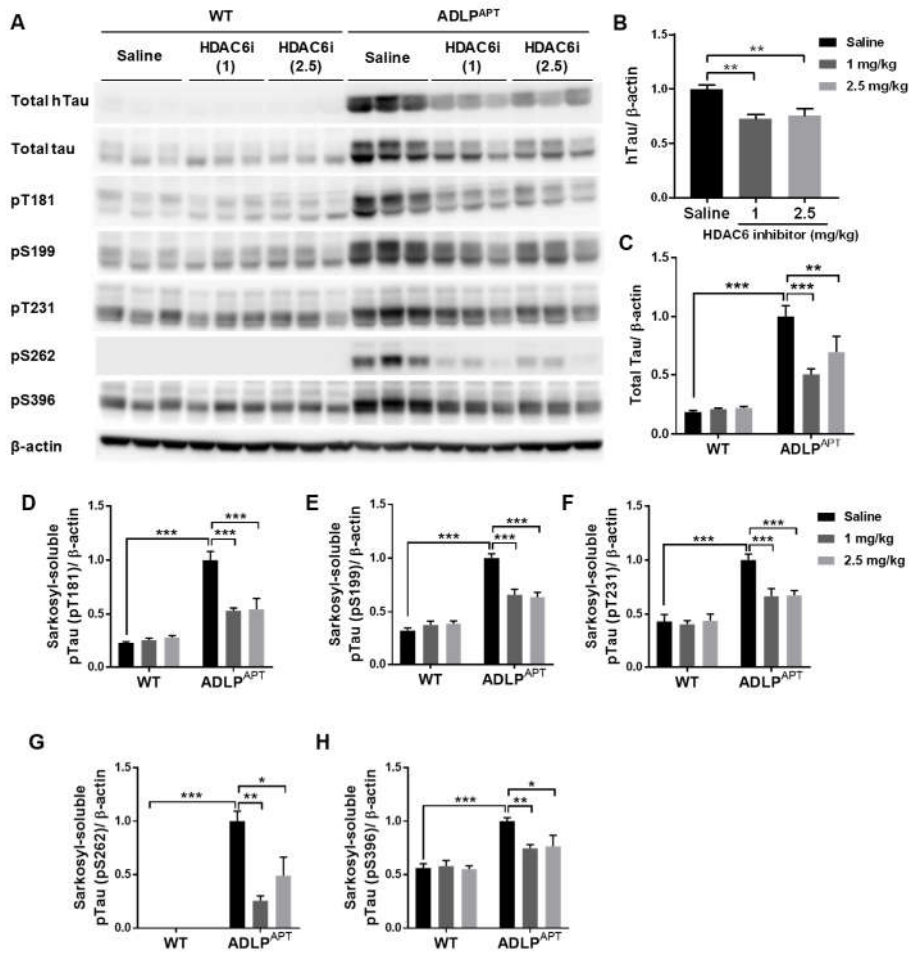 A
WT
ADLPAPT
Saline
HDAC6i
(1)
HDAC6i
(2.5)
Saline
HDAC6i
(1)
HDAC6i
(2.5)
Total hTau
Total tau
pT181
pS199
pT231
pS262
pS396
β-actin
B
hTau/ β-actin
1.5
1.0
0.5
0.0
**
**
Saline
1
2.5
HDAC6 inhibitor (mg/kg)
Saline
1 mg/kg
2.5 mg/kg
C
Total Tau/ β-actin
1.5
1.0
0.5
0.0
***
**
***
WT
ADLPAPT
D
Sarkosyl-soluble
pTau (pT181)/ β-actin
1.5
1.0
0.5
0.0
***
***
***
WT
ADLPAPT
E
Sarkosyl-soluble
pTau (pS199)/ β-actin
1.5
1.0
0.5
0.0
***
***
***
WT
ADLPAPT
F
Sarkosyl-soluble
pTau (pT231)/ β-actin
1.5
1.0
0.5
0.0
***
***
***
WT
ADLPAPT
Saline
1 mg/kg
2.5 mg/kg
G
Sarkosyl-soluble
pTau (pS262)/ β-actin
1.5
1.0
0.5
0.0
***
*
**
WT
ADLPAPT
H
Sarkosyl-soluble
pTau (pS396)/ β-actin
1.5
1.0
0.5
0.0
***
*
**
WT
ADLPAPT